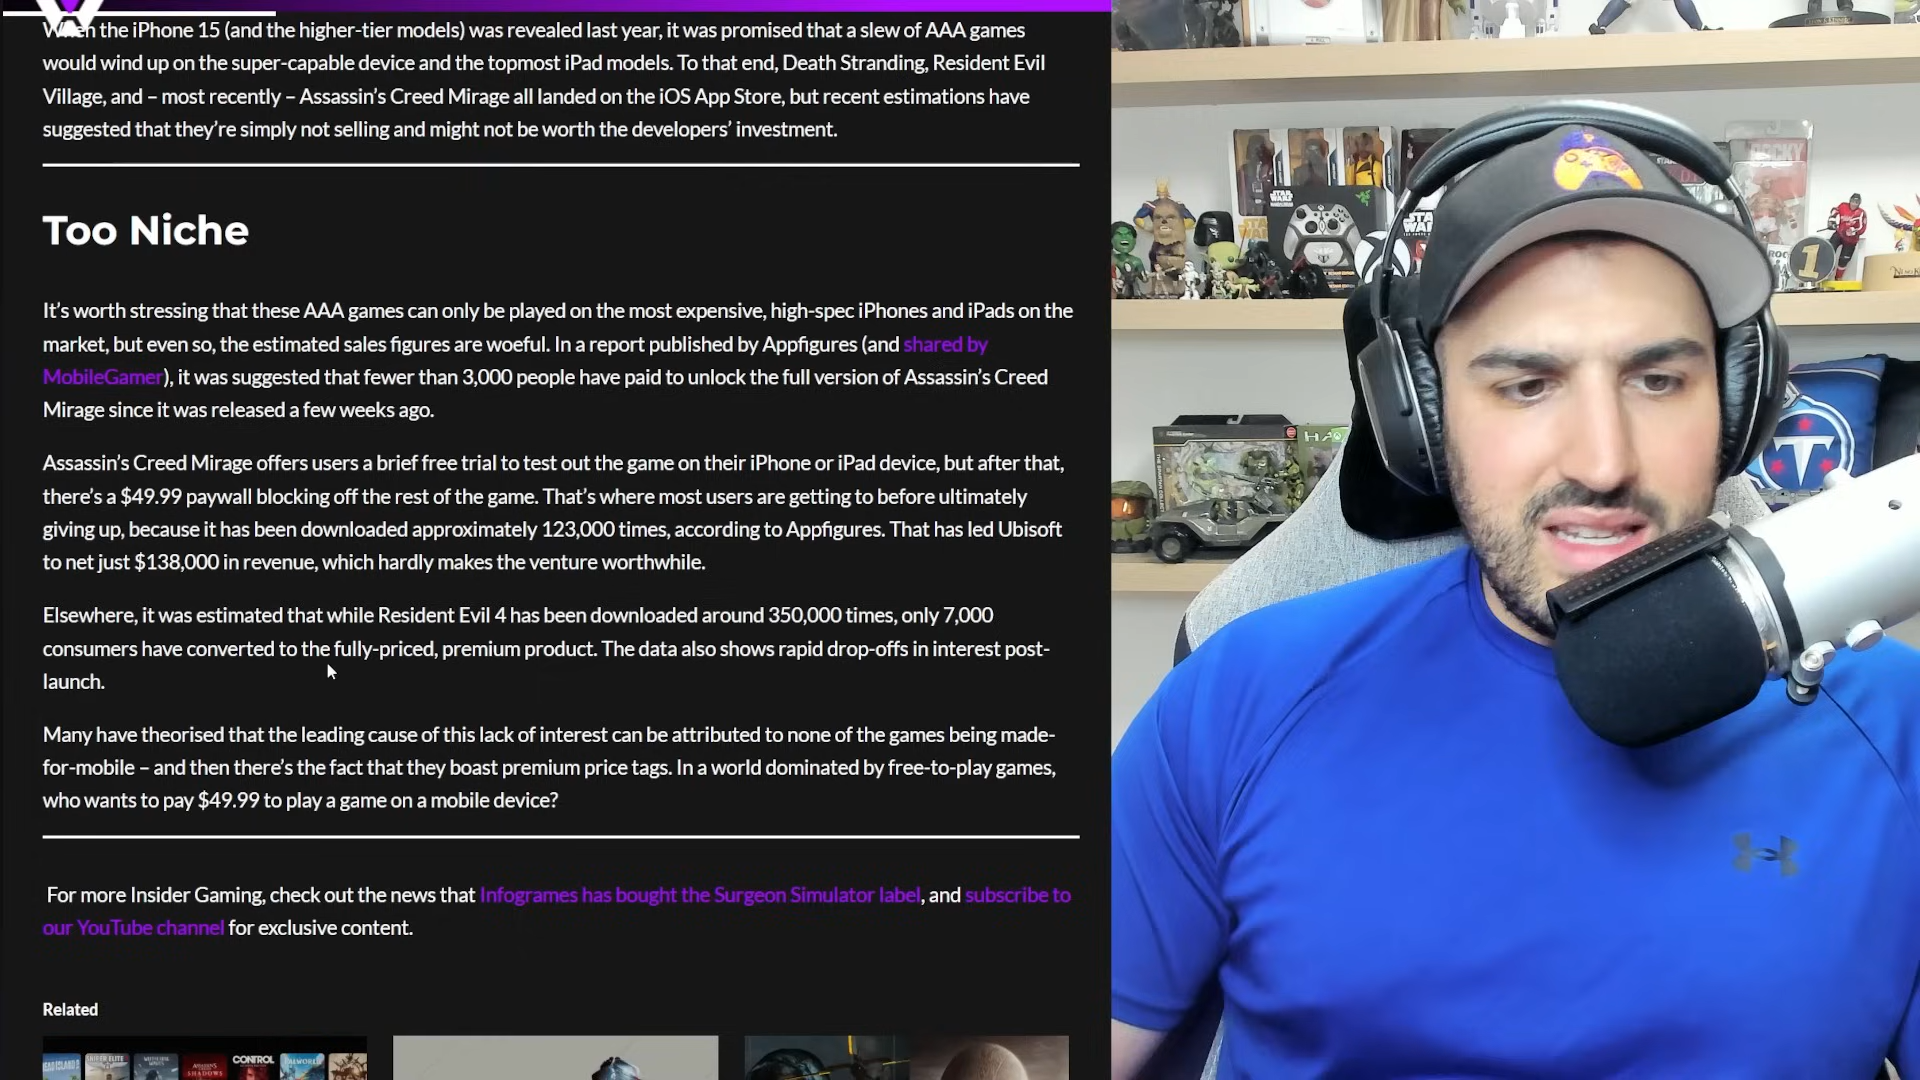 When the iPhone 15 (and the higher-tier models) was revealed last year, it was promised that a slew of AAA games
would wind up on the super-capable device and the topmost iPad models. To that end, Death Stranding, Resident Evil
Village, and – most recently – Assassin’s Creed Mirage all landed on the iOS App Store, but recent estimations have
suggested that they’re simply not selling and might not be worth the developers’ investment.
Too Niche
It’s worth stressing that these AAA games can only be played on the most expensive, high-spec iPhones and iPads on the
market, but even so, the estimated sales figures are woeful. In a report published by Appfigures (and shared by
MobileGamer), it was suggested that fewer than 3,000 people have paid to unlock the full version of Assassin’s Creed
Mirage since it was released a few weeks ago.
Assassin’s Creed Mirage offers users a brief free trial to test out the game on their iPhone or iPad device, but after that,
there’s a $49.99 paywall blocking off the rest of the game. That’s where most users are getting to before ultimately
giving up, because it has been downloaded approximately 123,000 times, according to Appfigures. That has led Ubisoft
to net just $138,000 in revenue, which hardly makes the venture worthwhile.
Elsewhere, it was estimated that while Resident Evil 4 has been downloaded around 350,000 times, only 7,000
consumers have converted to the fully-priced, premium product. The data also shows rapid drop-offs in interest post-
launch.
Many have theorised that the leading cause of this lack of interest can be attributed to none of the games being made-
for-mobile – and then there’s the fact that they boast premium price tags. In a world dominated by free-to-play games,
who wants to pay $49.99 to play a game on a mobile device?
For more Insider Gaming, check out the news that Infogrames has bought the Surgeon Simulator label, and subscribe to
our YouTube channel for exclusive content.
Related
CONTROL
STAR WARS
STAR
ROCKY
1
HA
T